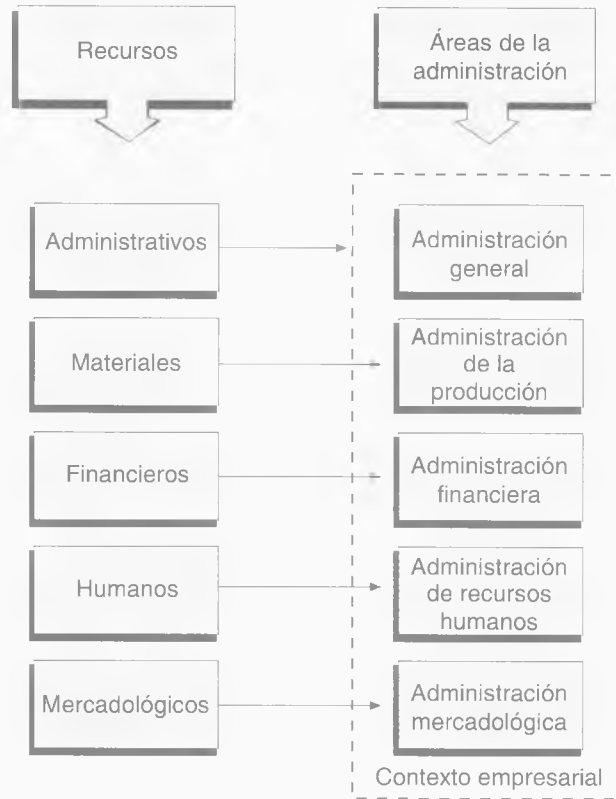 Recursos
Áreas de la
administración
Administrativos
Administración
general
Materiales
Administración
de la
producción
Financieros
Administración
financiera
Humanos
Administración
de recursos
humanos
Mercadológicos
Administración
mercadológica
Contexto empresarial